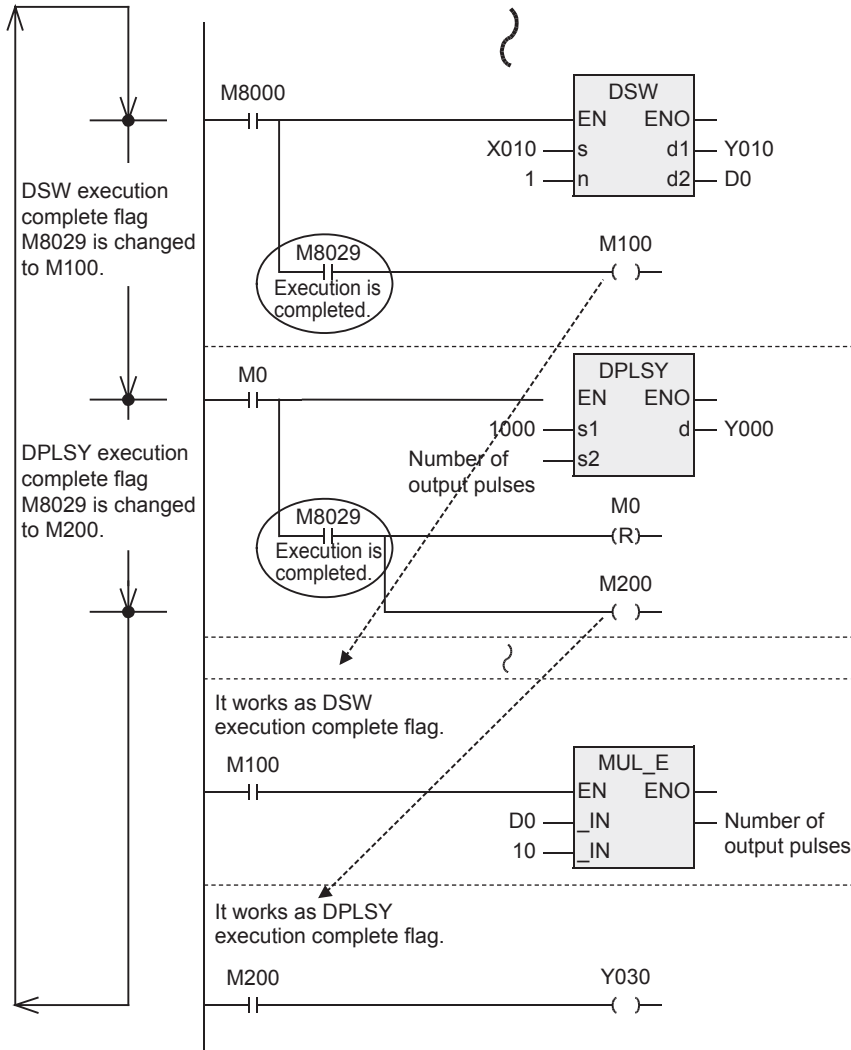 M8000
DSW
EN ENO
X010 s d1 Y010
1 n d2 D0
DSW execution
complete flag
M8029 is changed
to M100.
M8029 M100
Execution is
completed.
M0 DPLSY
EN ENO
1000 s1 d Y000
Number of s2
output pulses
DPLSY execution
complete flag
M8029 is changed
to M200.
M8029 M0
Execution is (R)
completed.
M200
It works as DSW
execution complete flag.
M100 MUL_E
EN ENO
D0 _IN Number of
10 _IN output pulses
It works as DPLSY
execution complete flag.
M200 Y030